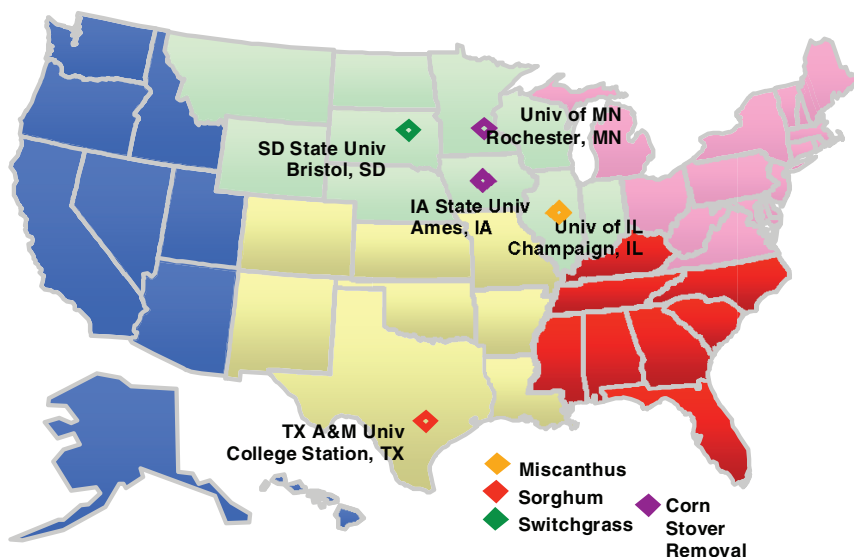 Univ of MN
Rochester, MN
SD State Univ
Bristol, SD
IA State Univ
Ames, IA
Univ of IL
Champaign, IL
TX A&M Univ
College Station, TX
Miscanthus
Sorghum
Switchgrass
Corn
Stover
Removal